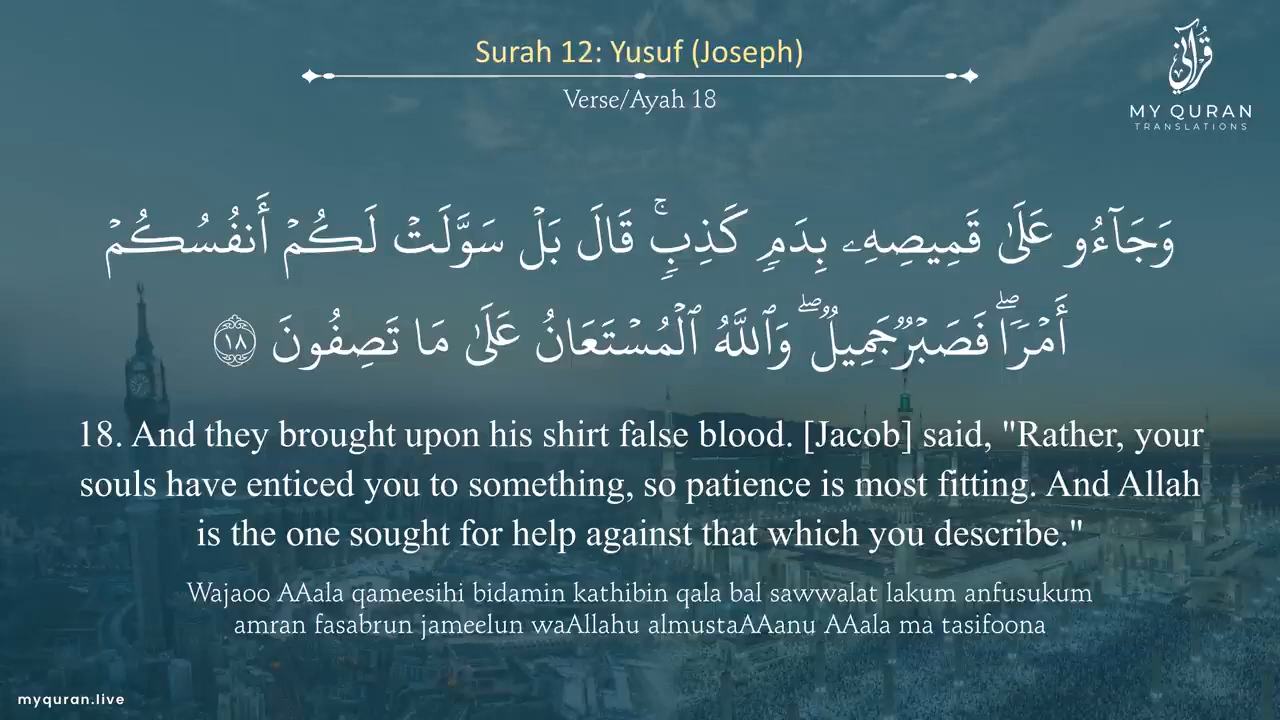 Surah 12: Yusuf (Joseph)
Verse/Ayah 18
قرآني
MY QURAN
TRANSLATIONS
وَجَآءُو عَلَىٰ قَمِيصِهِۦ بِدَمٍۢ كَذِبٍۢ ۚ قَالَ بَلْ سَوَّلَتْ لَكُمْ أَنفُسُكُمْ
أَمْرًۭا ۖ فَصَبْرٌۭ جَمِيلٌۭ ۖ وَٱللَّهُ ٱلْمُسْتَعَانُ عَلَىٰ مَا تَصِفُونَ ١٨
18. And they brought upon his shirt false blood. [Jacob] said, "Rather, your
souls have enticed you to something, so patience is most fitting. And Allah
is the one sought for help against that which you describe."
Wajaoo AAala qameesihi bidamin kathibin qala bal sawwalat lakum anfusukum
amran fasabrun jameelun waAllahu almustaAAanu AAala ma tasifoona
myquran.live